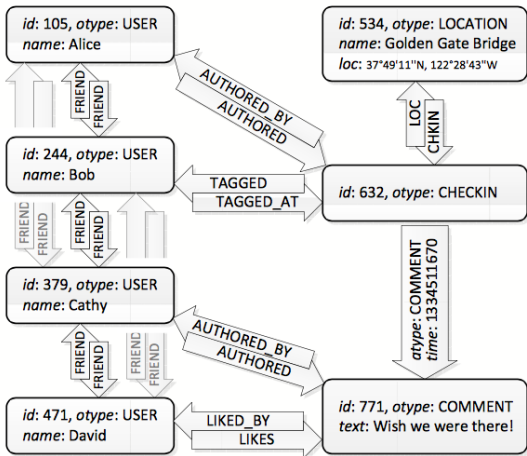 id: 105, otype: USER
name: Alice
id: 534, otype: LOCATION
name: Golden Gate Bridge
loc: 37°49'11"N, 122°28'43"W
FRIEND
FRIEND
AUTHORED_BY
AUTHORED
LOC
CHKIN
id: 244, otype: USER
name: Bob
TAGGED
TAGGED_AT
id: 632, otype: CHECKIN
FRIEND
FRIEND
FRIEND
FRIEND
atype: COMMENT
time: 1334511670
id: 379, otype: USER
name: Cathy
AUTHORED_BY
AUTHORED
FRIEND
FRIEND
FRIEND
FRIEND
id: 471, otype: USER
name: David
LIKED_BY
LIKES
id: 771, otype: COMMENT
text: Wish we were there!